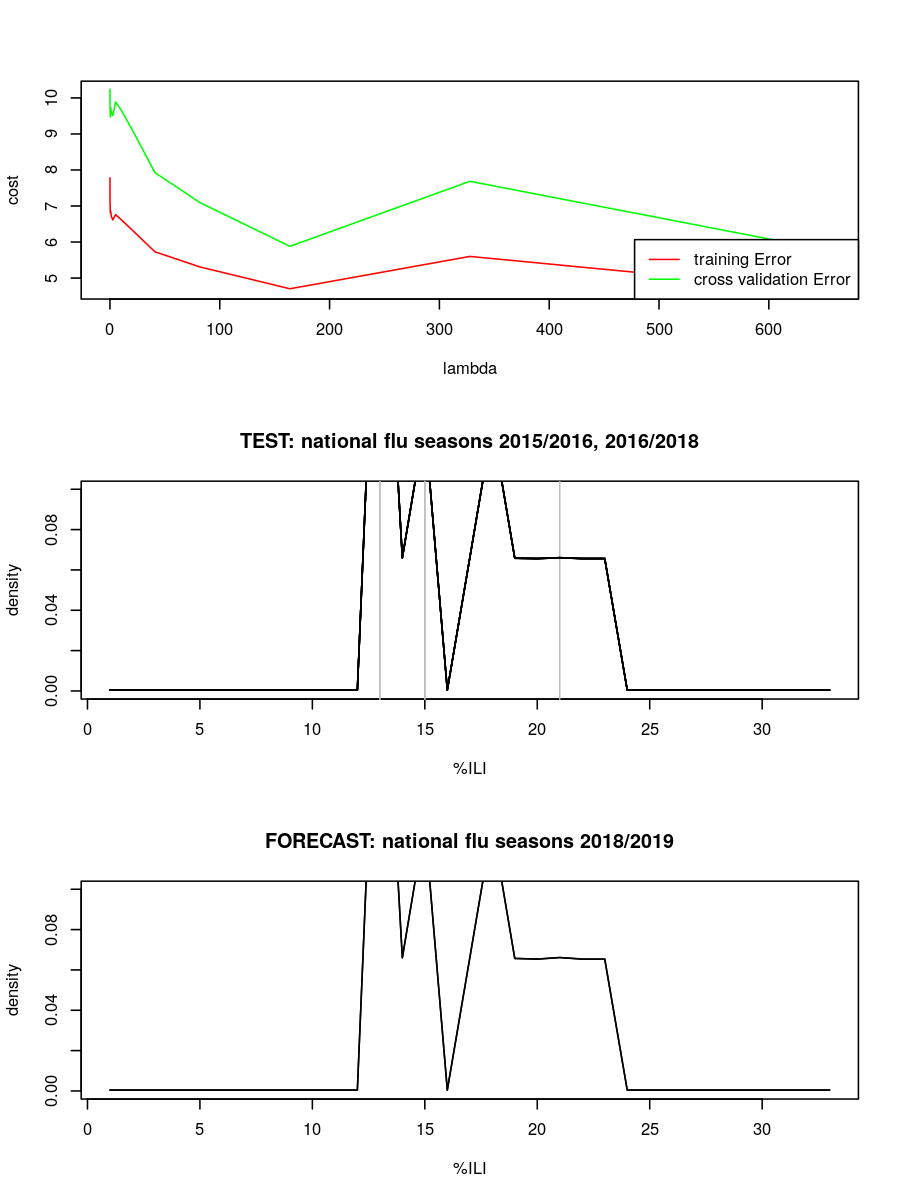 10
9
8
7
6
5
cost
training Error
cross validation Error
0 100 200 300 400 500 600
lambda
TEST: national flu seasons 2015/2016, 2016/2018
0.08
0.04
0.00
density
0 5 10 15 20 25 30
%ILI
FORECAST: national flu seasons 2018/2019
0.08
0.04
0.00
density
0 5 10 15 20 25 30
%ILI